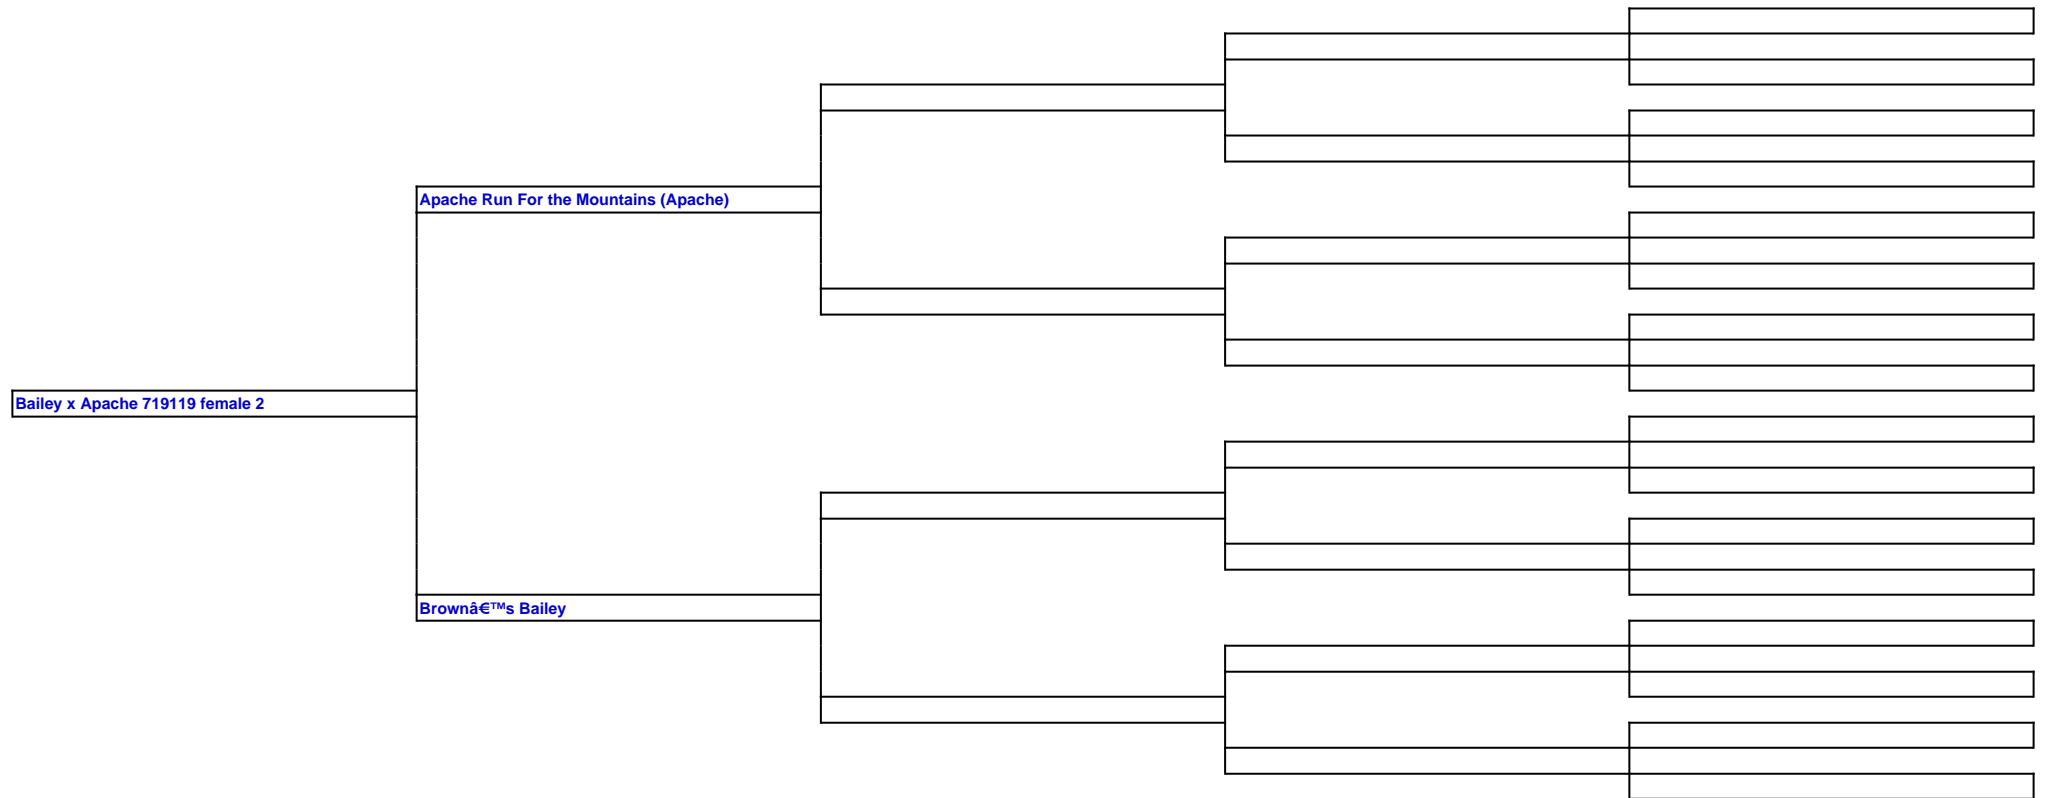 Apache Run For the Mountains (Apache)
Bailey x Apache 719119 female 2
Brownâ€™s Bailey